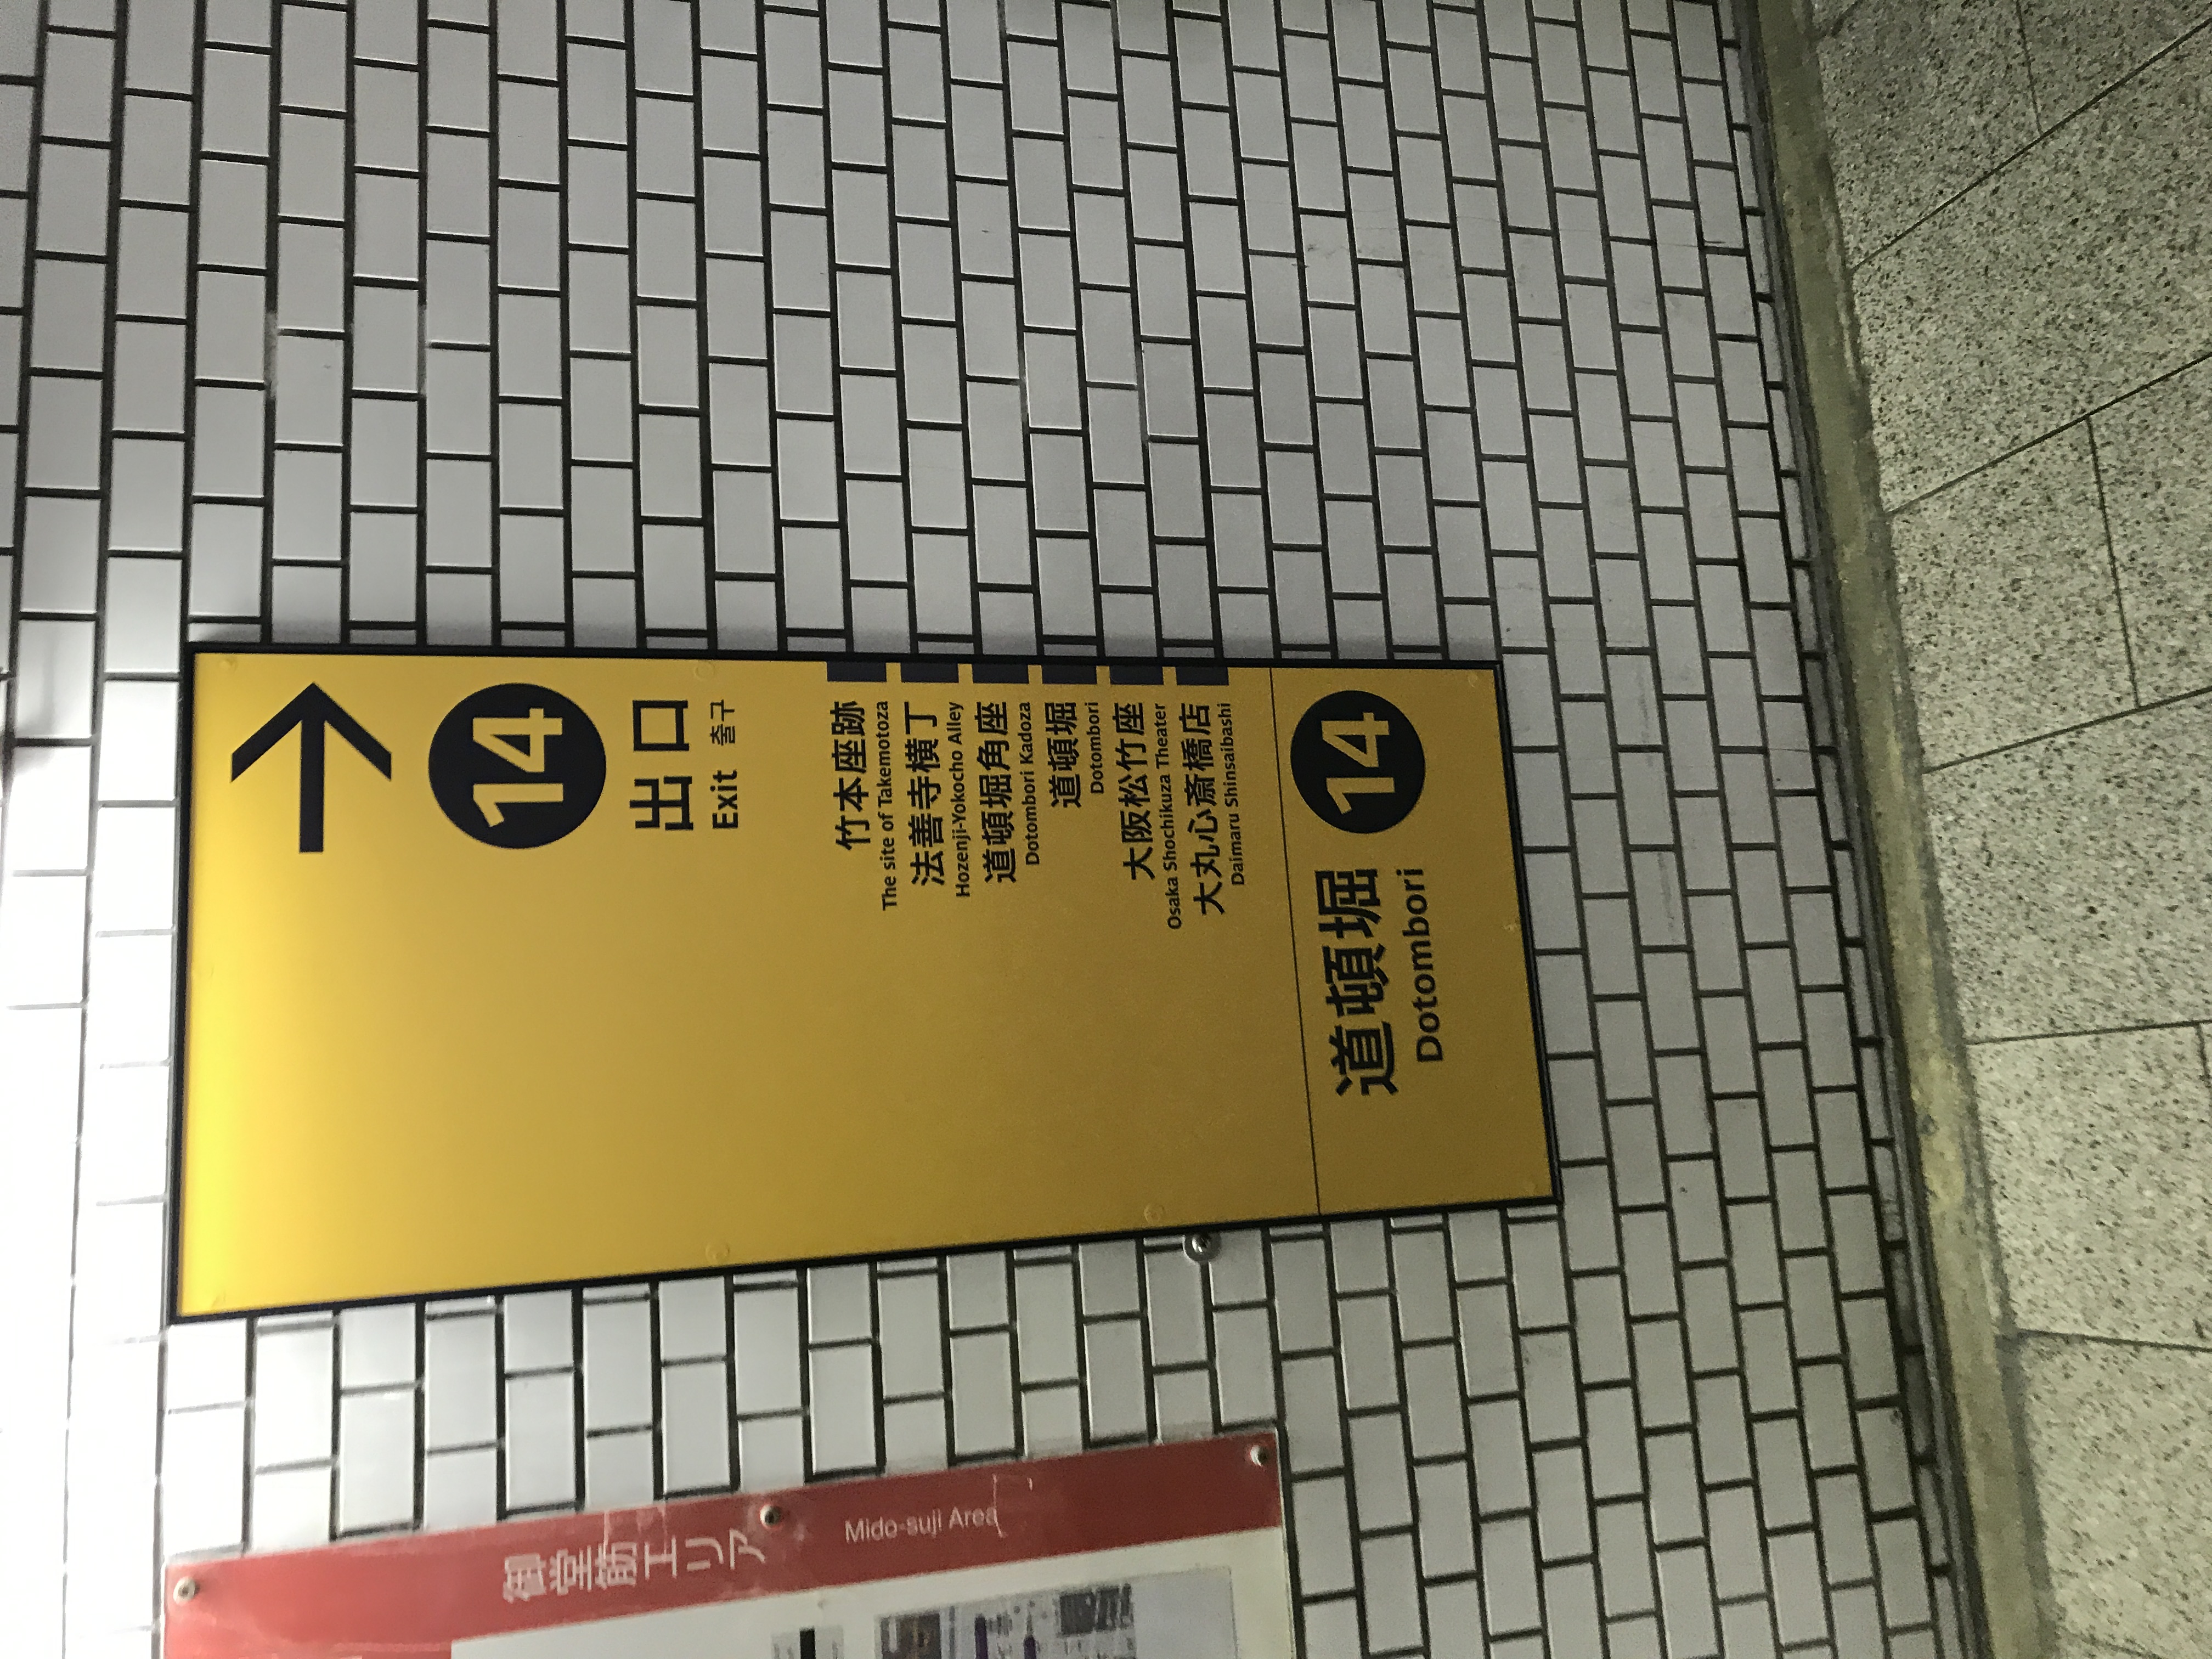 14
出口
Exit 출구
竹本座跡
The site of Takemotoza
法善寺横丁
Hozenji-Yokocho Alley
道頓堀角座
Dotombori Kadoza
道頓堀
Dotombori
大阪松竹座
Osaka Shochikuza Theater
大丸心斎橋店
Daimaru Shinsaibashi
道頓堀 14
Dotombori
御堂筋エリア
Mido-suji Area